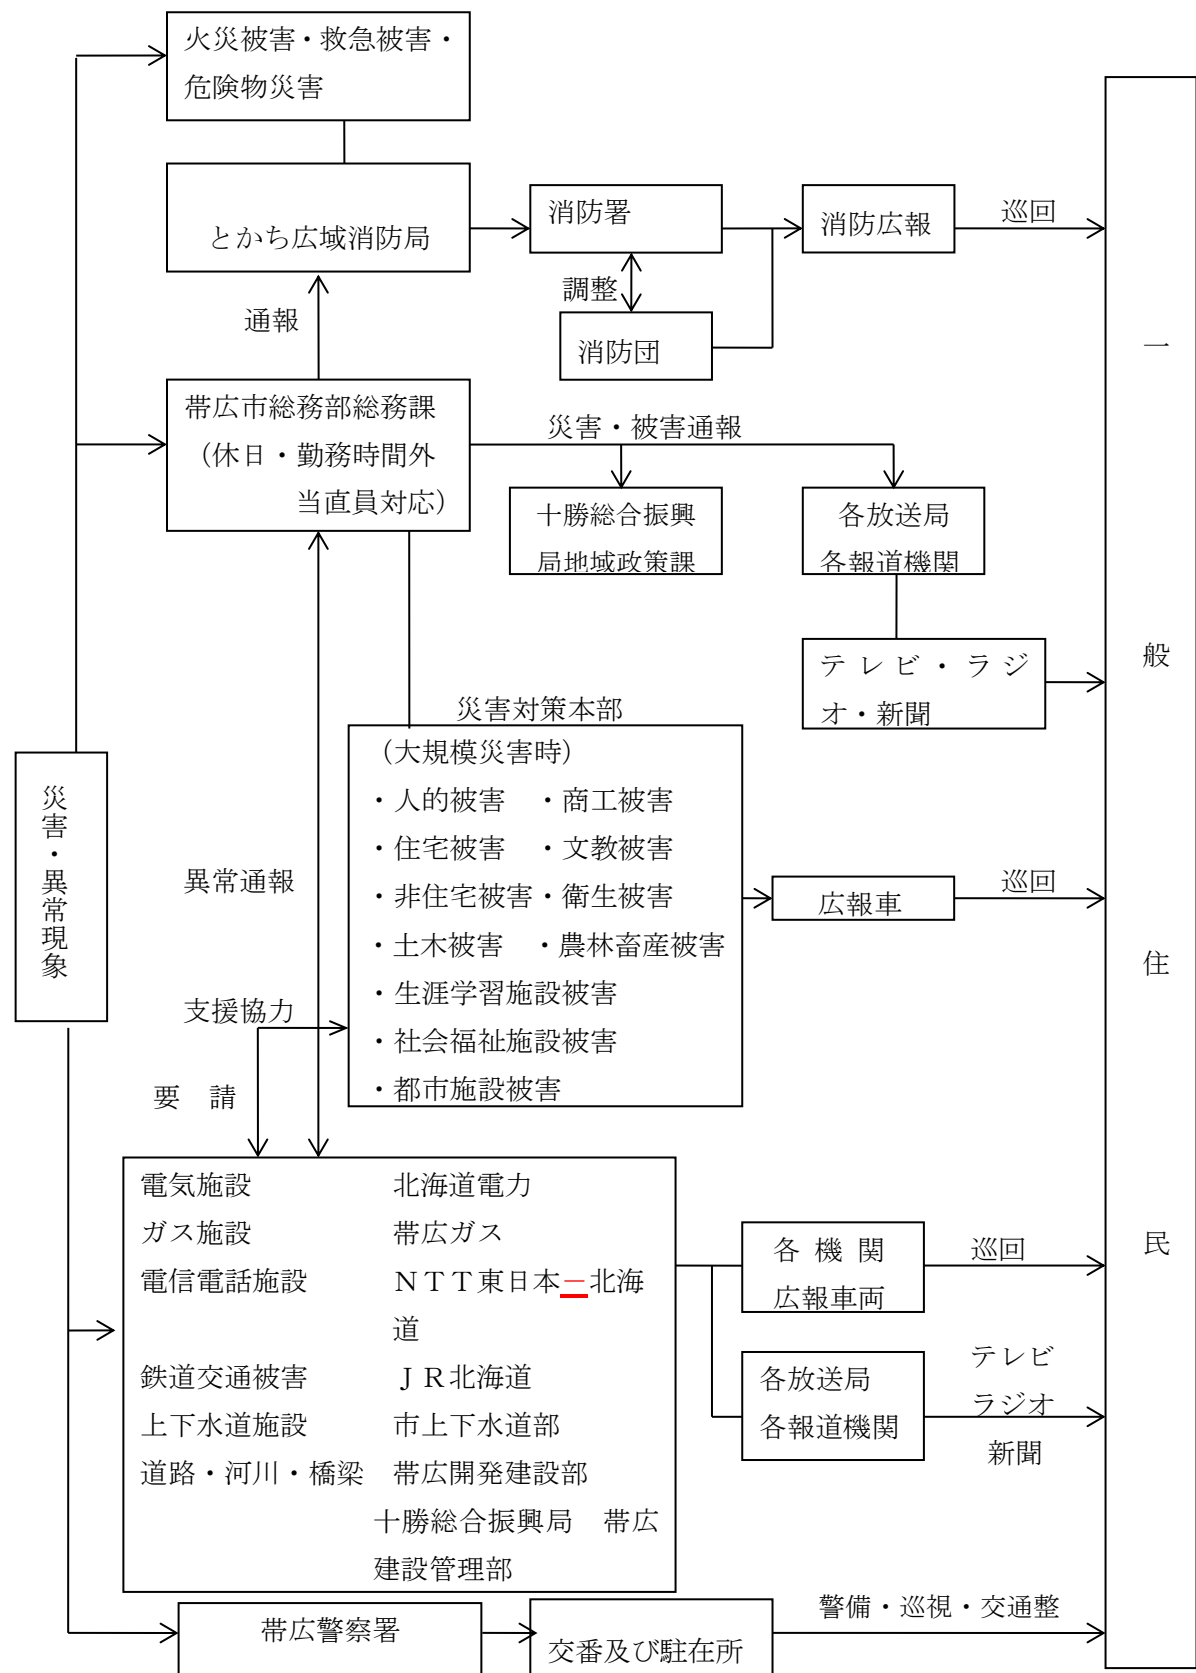 火災被害・救急被害・
危険物災害
とかち広域消防局
消防署
消防広報
巡回
調整
消防団
通報
帯広市総務部総務課
（休日・勤務時間外
当直員対応）
災害・被害通報
十勝総合振興
局地域政策課
各放送局
各報道機関
テレビ・ラジ
オ・新聞
災害対策本部
（大規模災害時）
・人的被害　・商工被害
・住宅被害　・文教被害
・非住宅被害・衛生被害
・土木被害　・農林畜産被害
・生涯学習施設被害
・社会福祉施設被害
・都市施設被害
広報車
巡回
災害・異常現象
異常通報
支援協力
要　請
電気施設　北海道電力
ガス施設　帯広ガス
電信電話施設　ＮＴＴ東日本－北海
道
鉄道交通被害　ＪＲ北海道
上下水道施設　市上下水道部
道路・河川・橋梁　帯広開発建設部
十勝総合振興局　帯広
建設管理部
各機関
広報車両
巡回
各放送局
各報道機関
テレビ
ラジオ
新聞
帯広警察署
交番及び駐在所
警備・巡視・交通整
一般住民